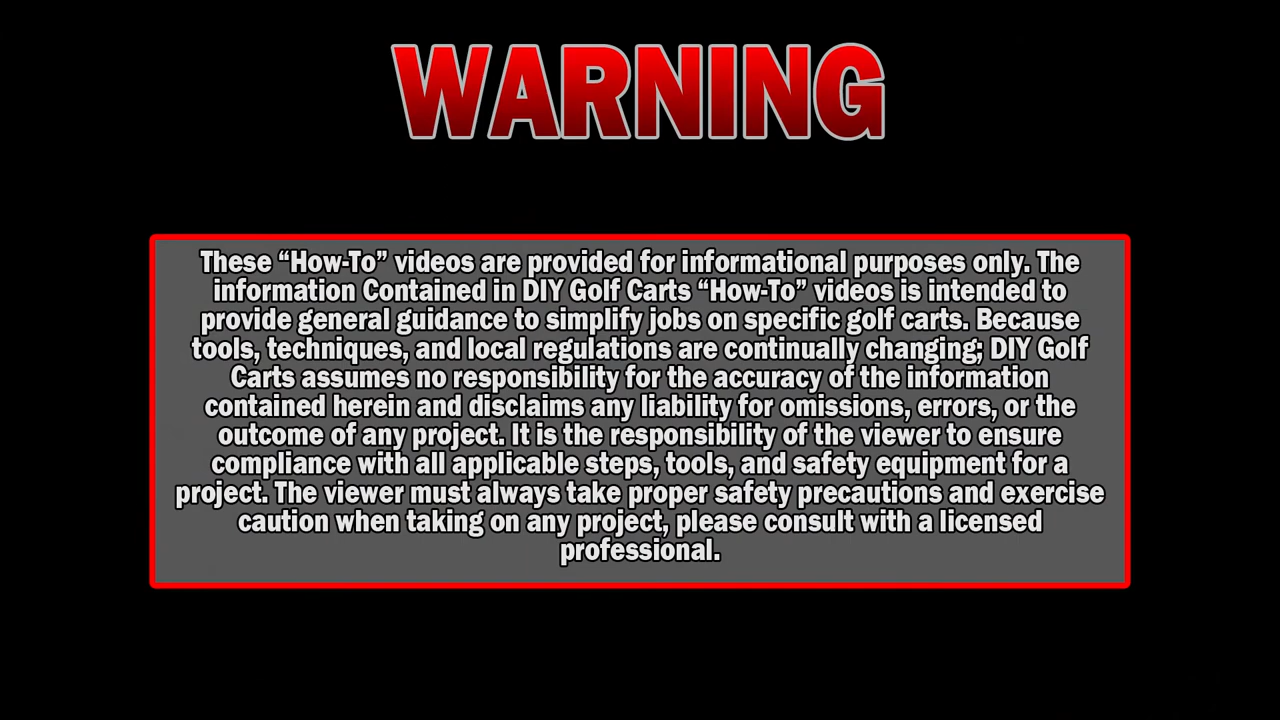 WARNING
These “How-To” videos are provided for informational purposes only. The
information Contained in DIY Golf Carts “How-To” videos is intended to
provide general guidance to simplify jobs on specific golf carts. Because
tools, techniques, and local regulations are continually changing; DIY Golf
Carts assumes no responsibility for the accuracy of the information
contained herein and disclaims any liability for omissions, errors, or the
outcome of any project. It is the responsibility of the viewer to ensure
compliance with all applicable steps, tools, and safety equipment for a
project. The viewer must always take proper safety precautions and exercise
caution when taking on any project, please consult with a licensed
professional.